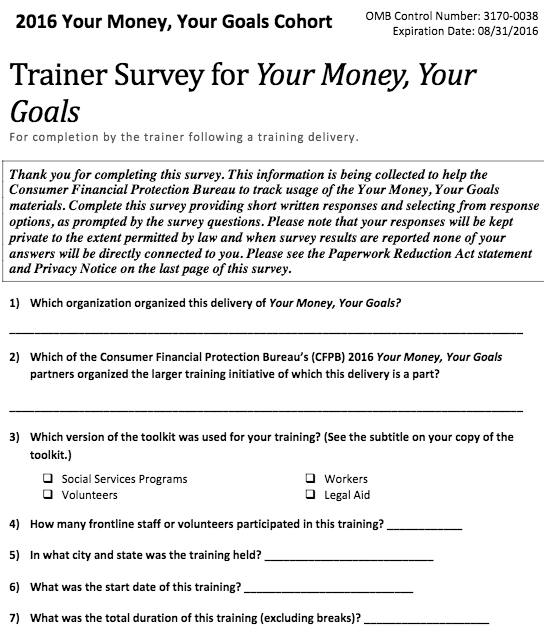 2016 Your Money, Your Goals Cohort
OMB Control Number: 3170-0038
Expiration Date: 08/31/2016
Trainer Survey for Your Money, Your
Goals
For completion by the trainer following a training delivery.
Thank you for completing this survey. This information is being collected to help the
Consumer Financial Protection Bureau to track usage of the Your Money, Your Goals
materials. Complete this survey providing short written responses and selecting from response
options, as prompted by the survey questions. Please note that your responses will be kept
private to the extent permitted by law and when survey results are reported none of your
answers will be directly connected to you. Please see the Paperwork Reduction Act statement
and Privacy Notice on the last page of this survey.
1) Which organization organized this delivery of Your Money, Your Goals?
2) Which of the Consumer Financial Protection Bureau's (CFPB) 2016 Your Money, Your Goals
partners organized the larger training initiative of which this delivery is a part?
3) Which version of the toolkit was used for your training? (See the subtitle on your copy of the
toolkit.)
❑ Social Services Programs
❑ Workers
❑ Volunteers
❑ Legal Aid
4) How many frontline staff or volunteers participated in this training? ____________
5) In what city and state was the training held? ___________________________
6) What was the start date of this training? ___________________________
7) What was the total duration of this training (excluding breaks)? ____________________